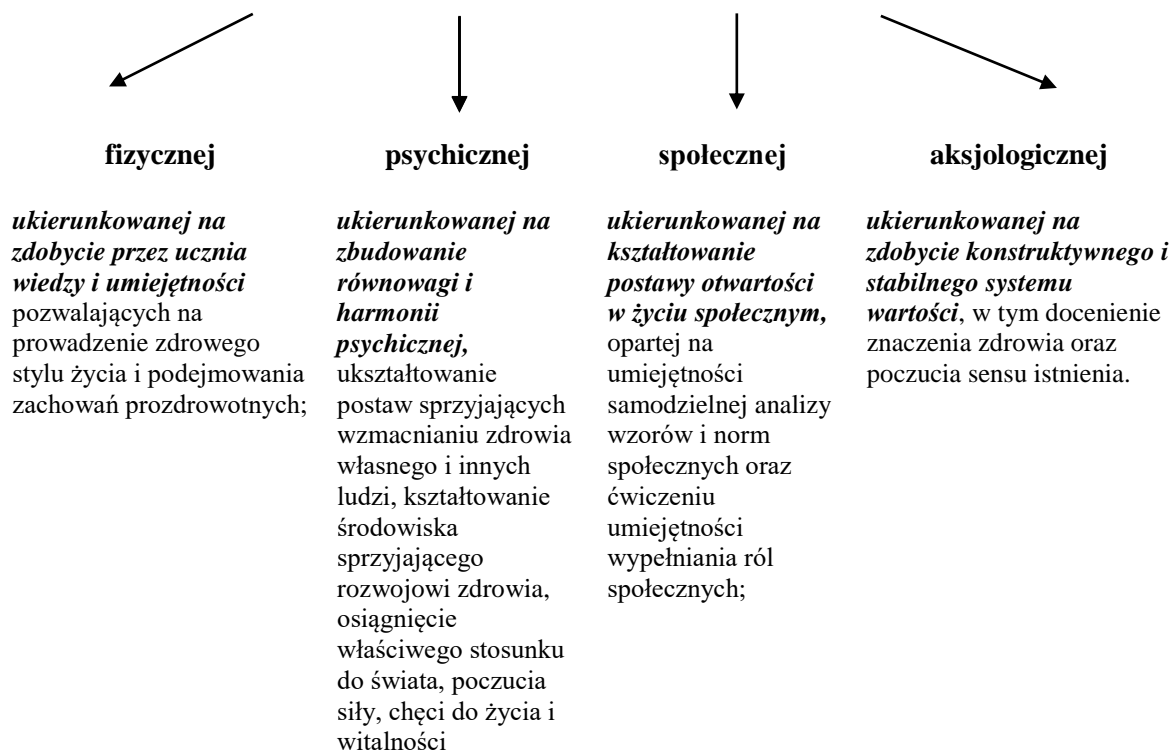 fizycznej
ukierunkowanej na
zdobycie przez ucznia
wiedzy i umiejętności
pozwalających na
prowadzenie zdrowego
stylu życia i podejmowania
zachowań prozdrowotnych;
psychicznej
ukierunkowanej na
zbudowanie
równowagi i
harmonii
psychicznej,
ukształtowanie
postaw sprzyjających
wzmacnianiu zdrowia
własnego i innych
ludzi, kształtowanie
środowiska
sprzyjającego
rozwojowi zdrowia,
osiągnięcie
właściwego stosunku
do świata, poczucia
siły, chęci do życia i
witalności
społecznej
ukierunkowanej na
kształtowanie
postawy otwartości
w życiu społecznym,
opartej na
umiejętności
samodzielnej analizy
wzorów i norm
społecznych oraz
ćwiczeniu
umiejętności
wypełniania ról
społecznych;
aksjologicznej
ukierunkowanej na
zdobycie konstruktywnego i
stabilnego systemu
wartości, w tym docenienie
znaczenia zdrowia oraz
poczucia sensu istnienia.